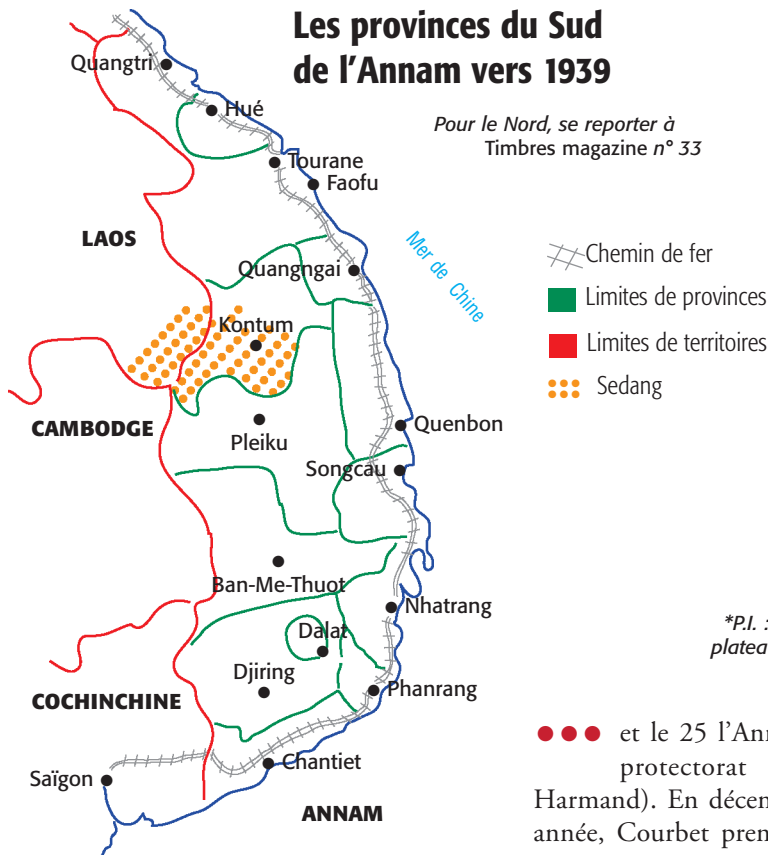 Les provinces du Sud
de l’Annam vers 1939
Pour le Nord, se reporter à
Timbres magazine n° 33
Quangtri
Hué
Tourane
Faofu
LAOS
Quangngai
Mer de Chine
Chemin de fer
Limites de provinces
Limites de territoires
Sedang
Kontum
CAMBODGE
Pleiku
Quenbon
Songcau
Ban-Me-Thuot
Nhatrang
Dalat
Djiring
Phanrang
COCHINCHINE
Chantiet
Saïgon
ANNAM
*P.I. :
platea
et le 25 l’Ann
protectorat
Harmand). En décen
année, Courbet pren